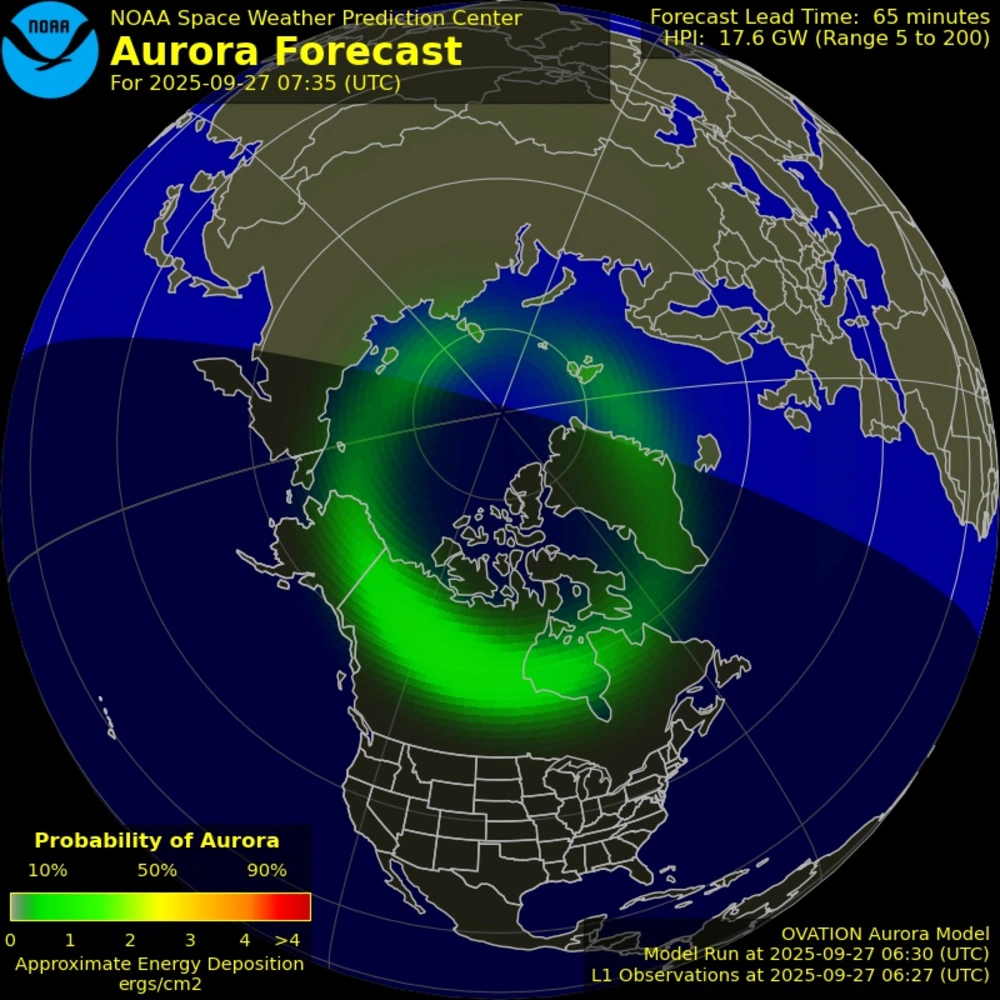 NOAA
NOAA Space Weather Prediction Center
Aurora Forecast
For 2025-09-27 07:35 (UTC)
Forecast Lead Time: 65 minutes
HPI: 17.6 GW (Range 5 to 200)
Probability of Aurora
10% 50% 90%
0 1 2 3 4 >4
Approximate Energy Deposition
ergs/cm2
OVATION Aurora Model
Model Run at 2025-09-27 06:30 (UTC)
L1 Observations at 2025-09-27 06:27 (UTC)